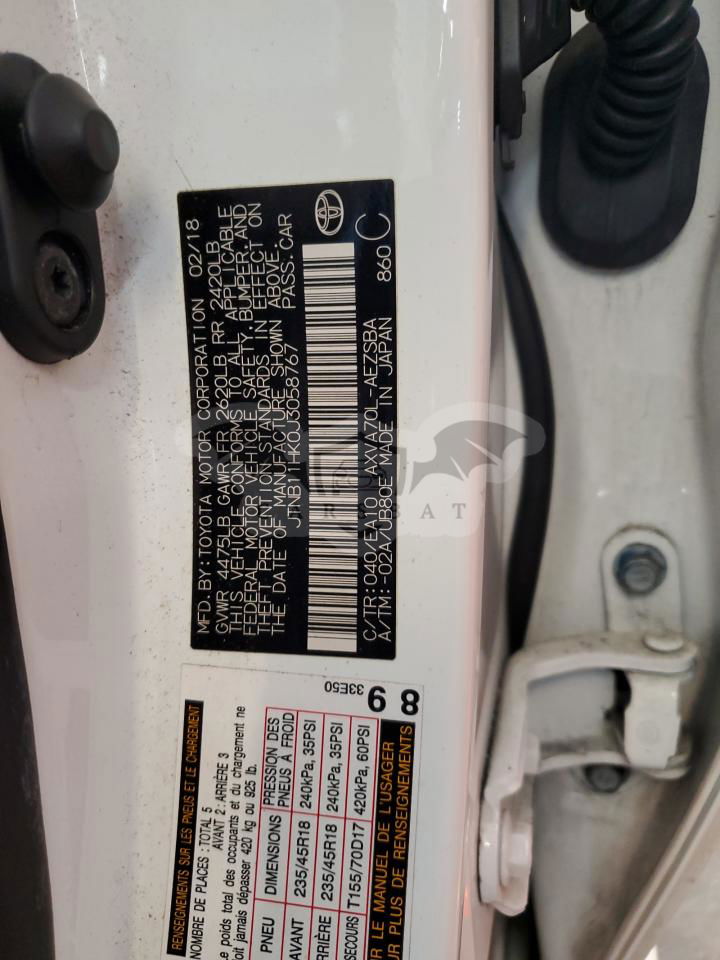 MFD. BY: TOYOTA MOTOR CORPORATION 02/18
GVWR 4475LB GAWR FR 2620LB RR 2420LB
THIS VEHICLE CONFORMS TO ALL APPLICABLE
FEDERAL MOTOR VEHICLE SAFETY, BUMPER, AND
THEFT PREVENTION STANDARDS IN EFFECT ON
THE DATE OF MANUFACTURE SHOWN ABOVE.
JTNB11HK0J3058767 PASS. CAR
C/TR: 040/EA10 AXVA70L-AEZSBA
A/TM: -02A/UB80E MADE IN JAPAN 860 C
ARSBAT
RENSEIGNEMENTS SUR LES PNEUS ET LE CHARGEMENT
NOMBRE DE PLACES : TOTAL 5
AVANT 2 : ARRIÈRE 3
Le poids total des occupants et du chargement ne
doit jamais dépasser 420 kg ou 925 lb.
PNEU DIMENSIONS PRESSION DES PNEUS À FROID
AVANT 235/45R18 240kPa, 35PSI
RRIÈRE 235/45R18 240kPa, 35PSI
SECOURS T155/70D17 420kPa, 60PSI
R LE MANUEL DE L'USAGER
UR PLUS DE RENSEIGNEMENTS
33E50
89